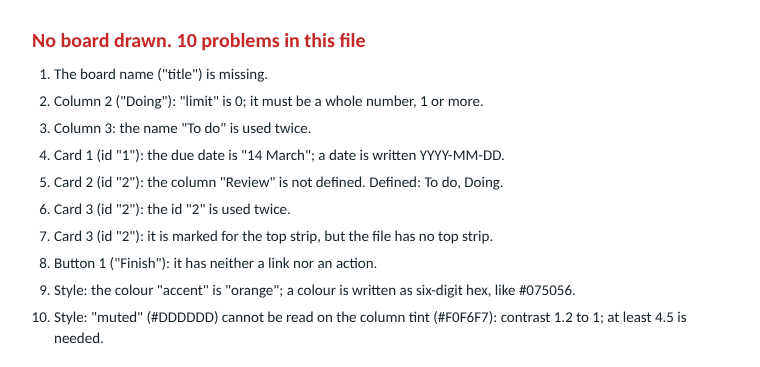 No board drawn. 10 problems in this file
1. The board name ("title") is missing.
2. Column 2 ("Doing"): "limit" is 0; it must be a whole number, 1 or more.
3. Column 3: the name "To do" is used twice.
4. Card 1 (id "1"): the due date is "14 March"; a date is written YYYY-MM-DD.
5. Card 2 (id "2"): the column "Review" is not defined. Defined: To do, Doing.
6. Card 3 (id "2"): the id "2" is used twice.
7. Card 3 (id "2"): it is marked for the top strip, but the file has no top strip.
8. Button 1 ("Finish"): it has neither a link nor an action.
9. Style: the colour "accent" is "orange"; a colour is written as six-digit hex, like #075056.
10. Style: "muted" (#DDDDDD) cannot be read on the column tint (#F0F6F7): contrast 1.2 to 1; at least 4.5 is
needed.